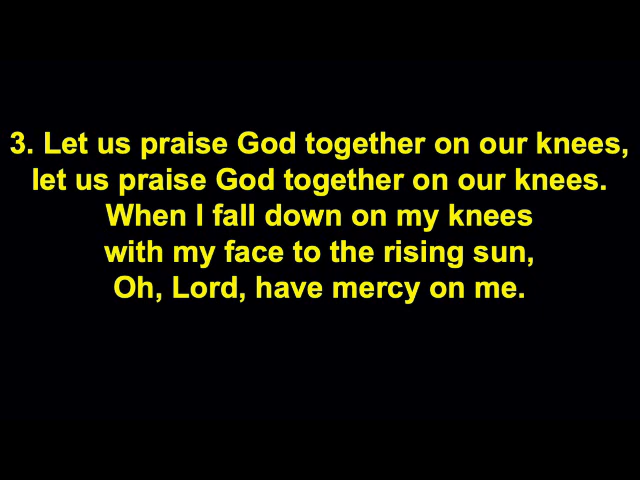 3. Let us praise God together on our knees,
let us praise God together on our knees.
When I fall down on my knees
with my face to the rising sun,
Oh, Lord, have mercy on me.